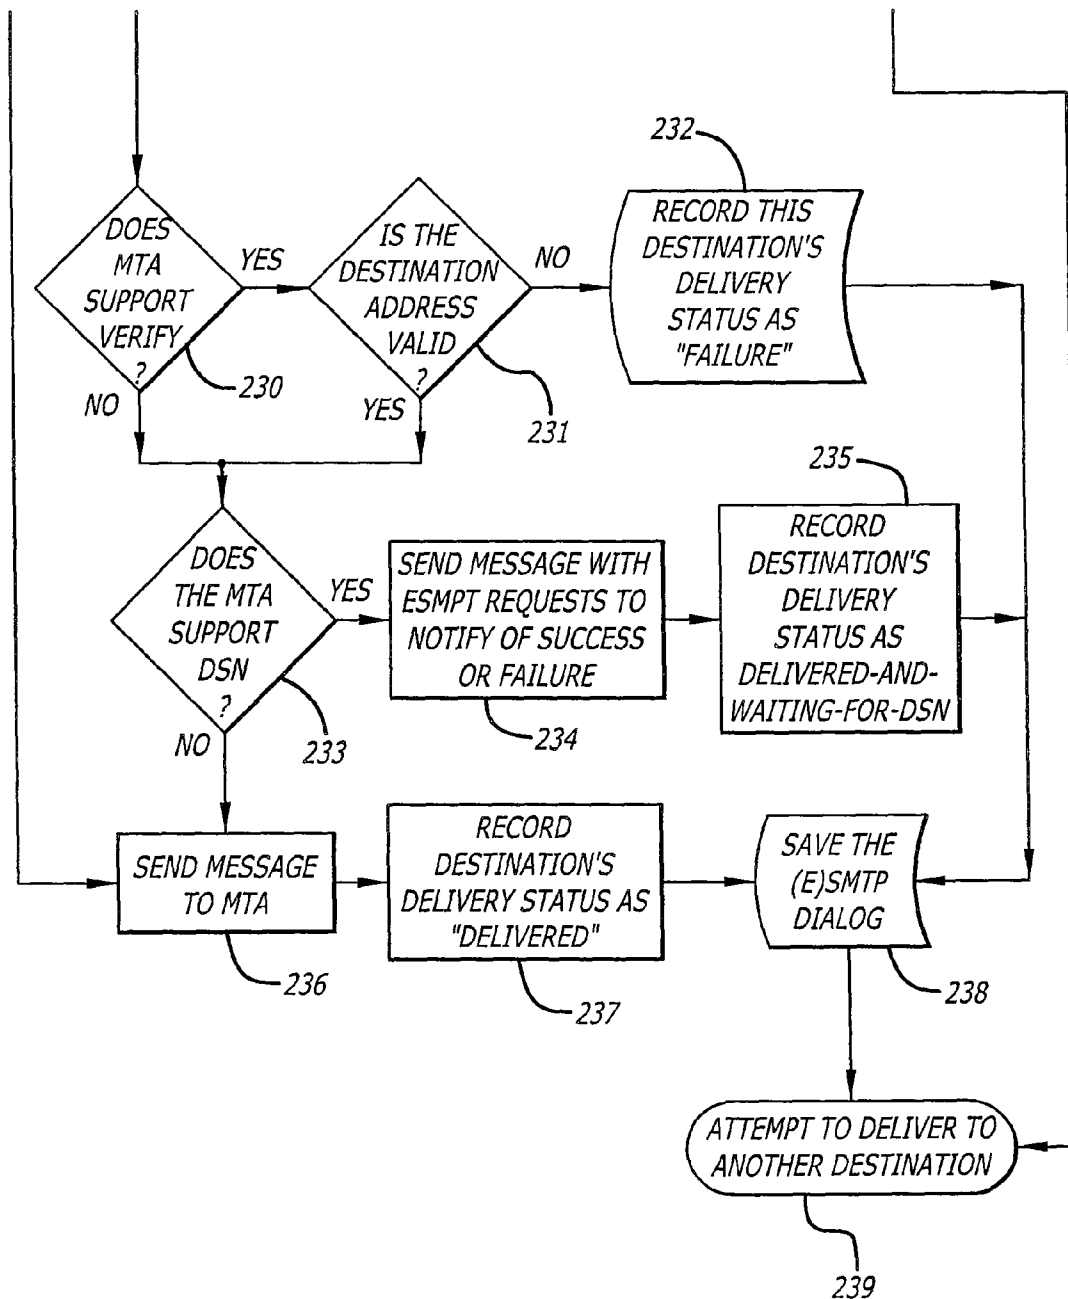 232
DOES
MTA
SUPPORT
VERIFY
?
230
YES
NO
IS THE
DESTINATION
ADDRESS
VALID
?
231
NO
YES
RECORD THIS
DESTINATION'S
DELIVERY
STATUS AS
"FAILURE"
DOES
THE MTA
SUPPORT
DSN
?
233
YES
NO
SEND MESSAGE WITH
ESMPT REQUESTS TO
NOTIFY OF SUCCESS
OR FAILURE
234
235
RECORD
DESTINATION'S
DELIVERY
STATUS AS
DELIVERED-AND-
WAITING-FOR-DSN
SEND MESSAGE
TO MTA
236
RECORD
DESTINATION'S
DELIVERY STATUS AS
"DELIVERED"
237
SAVE THE
(E)SMTP
DIALOG
238
ATTEMPT TO DELIVER TO
ANOTHER DESTINATION
239